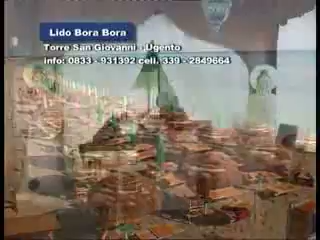 Lido Bora Bora
Torre San Giovanni - Ugento
info: 0833 - 931392 cell. 339 - 2849664